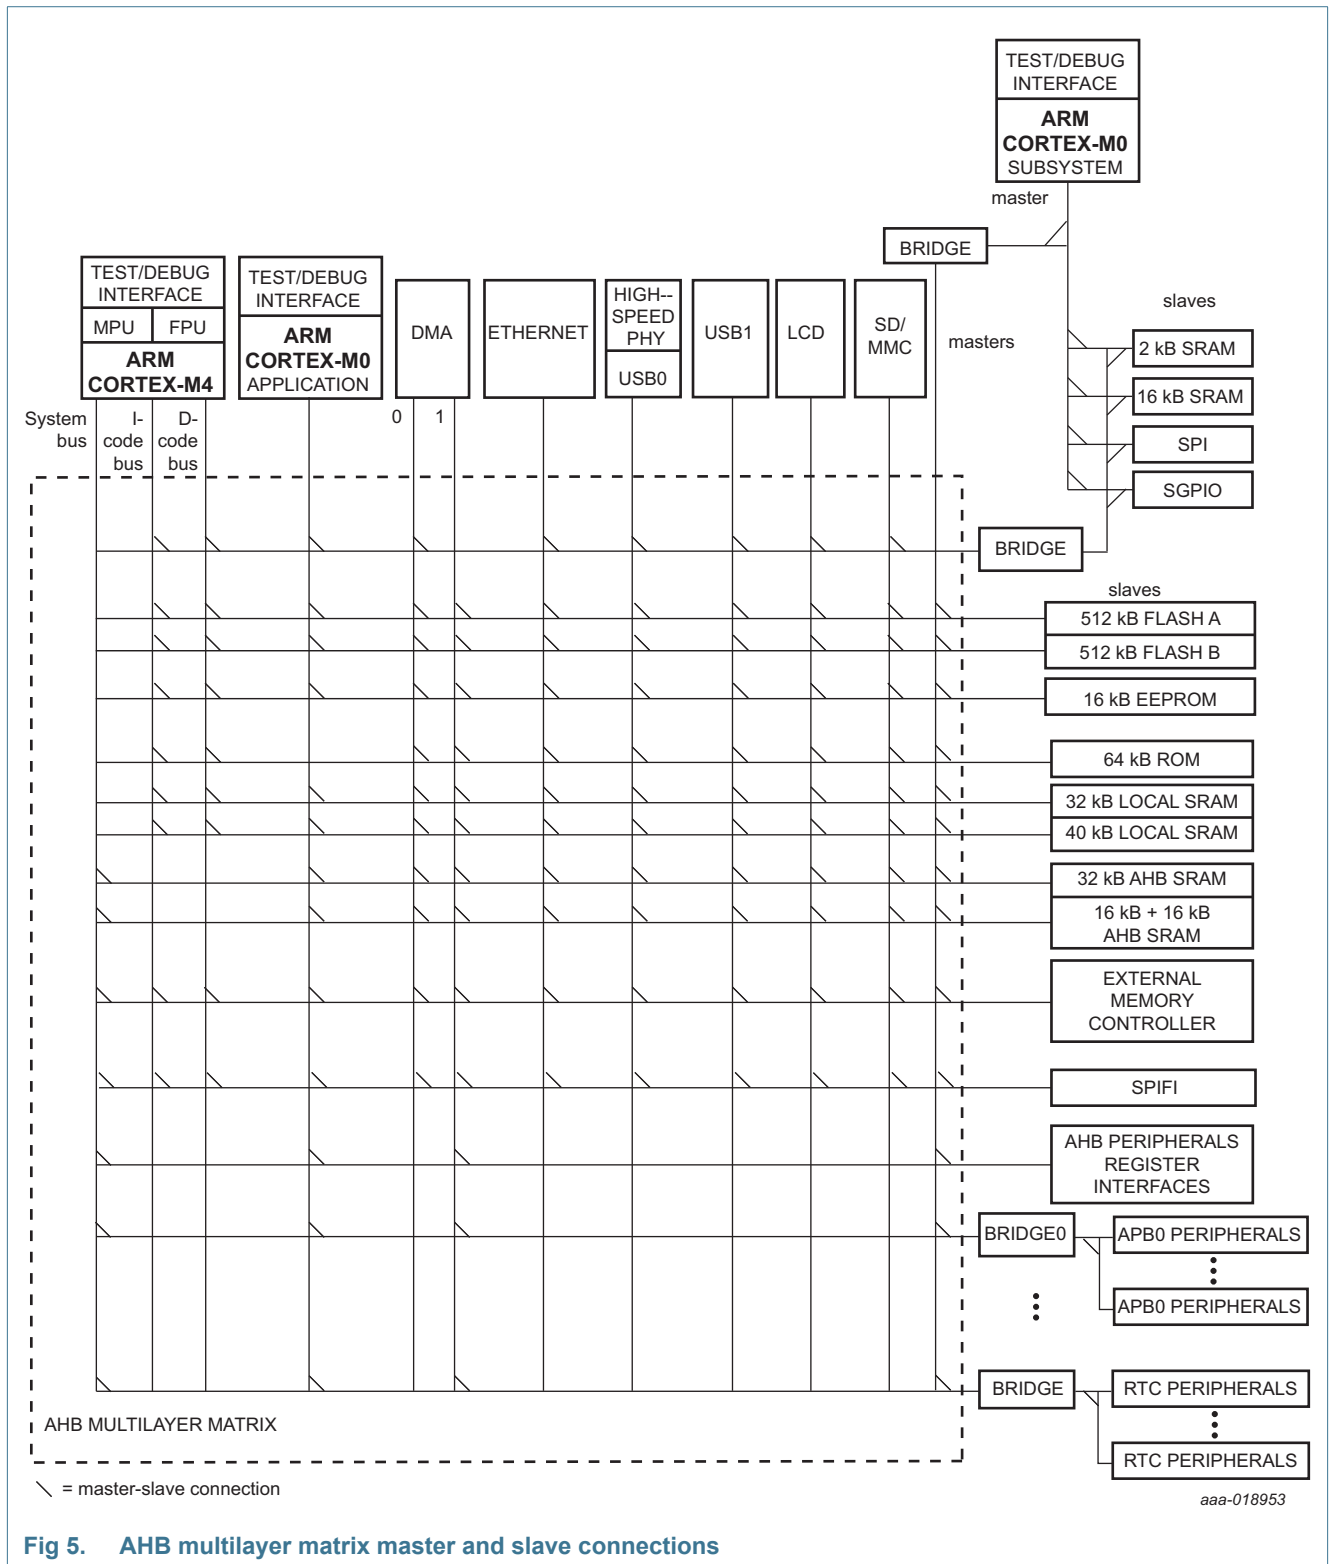 TEST/DEBUG
INTERFACE
ARM
CORTEX-M0
SUBSYSTEM
master
BRIDGE
TEST/DEBUG
INTERFACE
MPU
FPU
ARM
CORTEX-M4
TEST/DEBUG
INTERFACE
ARM
CORTEX-M0
APPLICATION
DMA
ETHERNET
HIGH--
SPEED
PHY
USB0
USB1
LCD
SD/
MMC
masters
slaves
2 kB SRAM
16 kB SRAM
SPI
SGPIO
System
bus
I-
code
bus
D-
code
bus
0
1
BRIDGE
slaves
512 kB FLASH A
512 kB FLASH B
16 kB EEPROM
64 kB ROM
32 kB LOCAL SRAM
40 kB LOCAL SRAM
32 kB AHB SRAM
16 kB + 16 kB
AHB SRAM
EXTERNAL
MEMORY
CONTROLLER
SPIFI
AHB PERIPHERALS
REGISTER
INTERFACES
BRIDGE0
APB0 PERIPHERALS
APB0 PERIPHERALS
BRIDGE
RTC PERIPHERALS
RTC PERIPHERALS
AHB MULTILAYER MATRIX
= master-slave connection
aaa-018953
Fig 5. AHB multilayer matrix master and slave connections